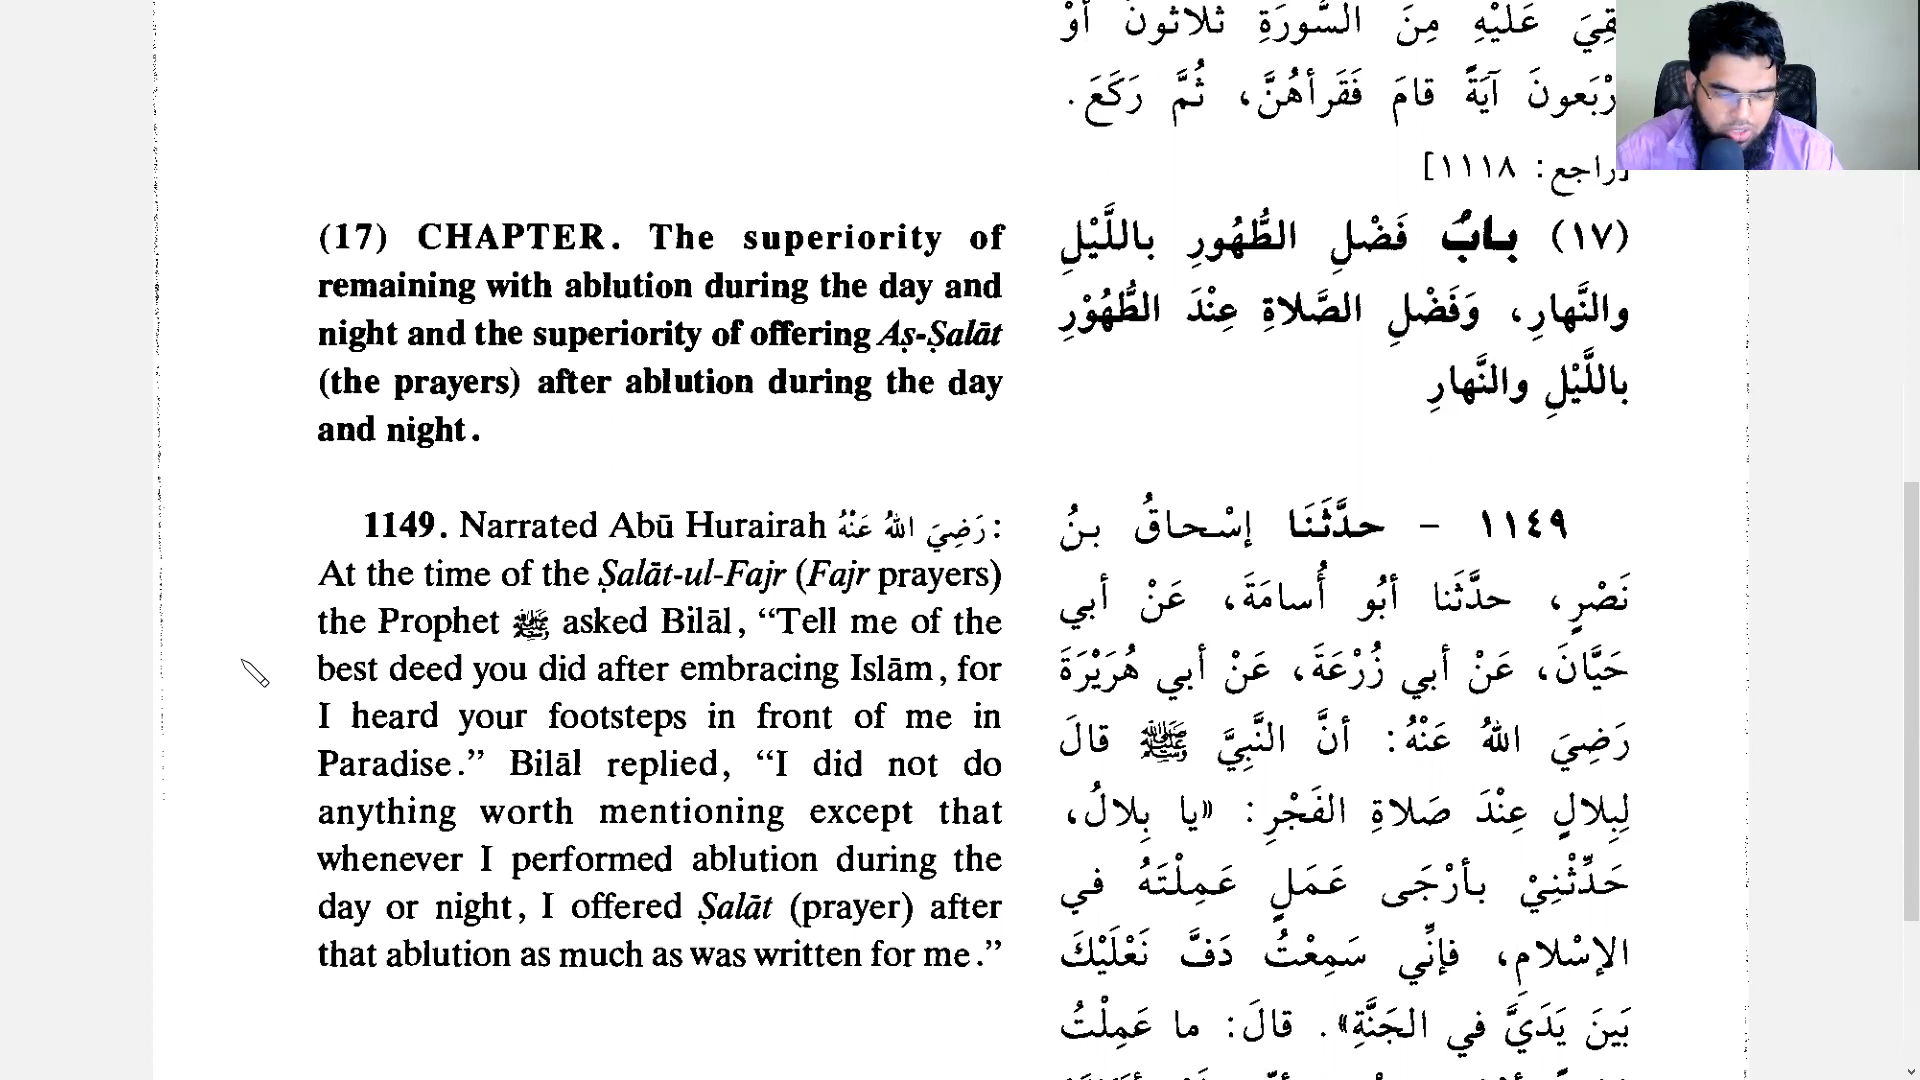 (17) CHAPTER. The superiority of
remaining with ablution during the day and
night and the superiority of offering Aṣ-Ṣalāt
(the prayers) after ablution during the day
and night.
1149. Narrated Abū Hurairah رَضِيَ اللهُ عَنْهُ:
At the time of the Ṣalāt-ul-Fajr (Fajr prayers)
the Prophet ﷺ asked Bilāl, “Tell me of the
best deed you did after embracing Islām, for
I heard your footsteps in front of me in
Paradise.” Bilāl replied, “I did not do
anything worth mentioning except that
whenever I performed ablution during the
day or night, I offered Ṣalāt (prayer) after
that ablution as much as was written for me.”
عَلَيْهِ مِنَ السُّورَةِ ثلاثونَ أوْ
آيَةً قامَ فَقَرأهُنَّ، ثُمَّ رَكَعَ.
راجع: ١١١٨]
(١٧) بابُ فَضْلِ الطُّهُورِ باللَّيْلِ
والنَّهارِ، وَفَضْلِ الصَّلاةِ عِنْدَ الطُّهُوْرِ
باللَّيْلِ والنَّهارِ
١١٤٩ - حدَّثَنَا إسْحاقُ بنُ
نَصْرٍ، حدَّثَنا أبُو أُسامَةَ، عَنْ أبي
حَيَّانَ، عَنْ أبي زُرْعَةَ، عَنْ أبي هُرَيْرَةَ
رَضِيَ اللهُ عَنْهُ: أنَّ النَّبِيَّ ﷺ قالَ
لِبِلالٍ عِنْدَ صَلاةِ الفَجْرِ: «يا بِلالُ،
حَدِّثْنِيْ بأرْجَى عَمَلٍ عَمِلْتَهُ في
الإسْلامِ، فإنِّي سَمِعْتُ دَفَّ نَعْلَيْكَ
بَينَ يَدَيَّ في الجَنَّةِ». قالَ: ما عَمِلْتُ